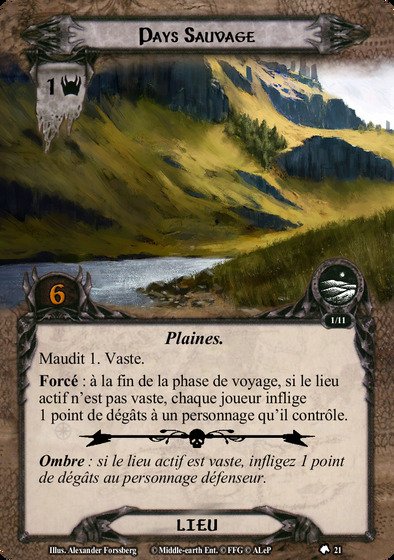 Pays Sauvage
1
6
1/11
Plaines.
Maudit 1. Vaste.
Forcé : à la fin de la phase de voyage, si le lieu
actif n'est pas vaste, chaque joueur inflige
1 point de dégâts à un personnage qu'il contrôle.
Ombre : si le lieu actif est vaste, infligez 1 point
de dégâts au personnage défenseur.
LIEU
Illus. Alexander Forssberg © Middle-earth Ent. © FFG © ALeP 21